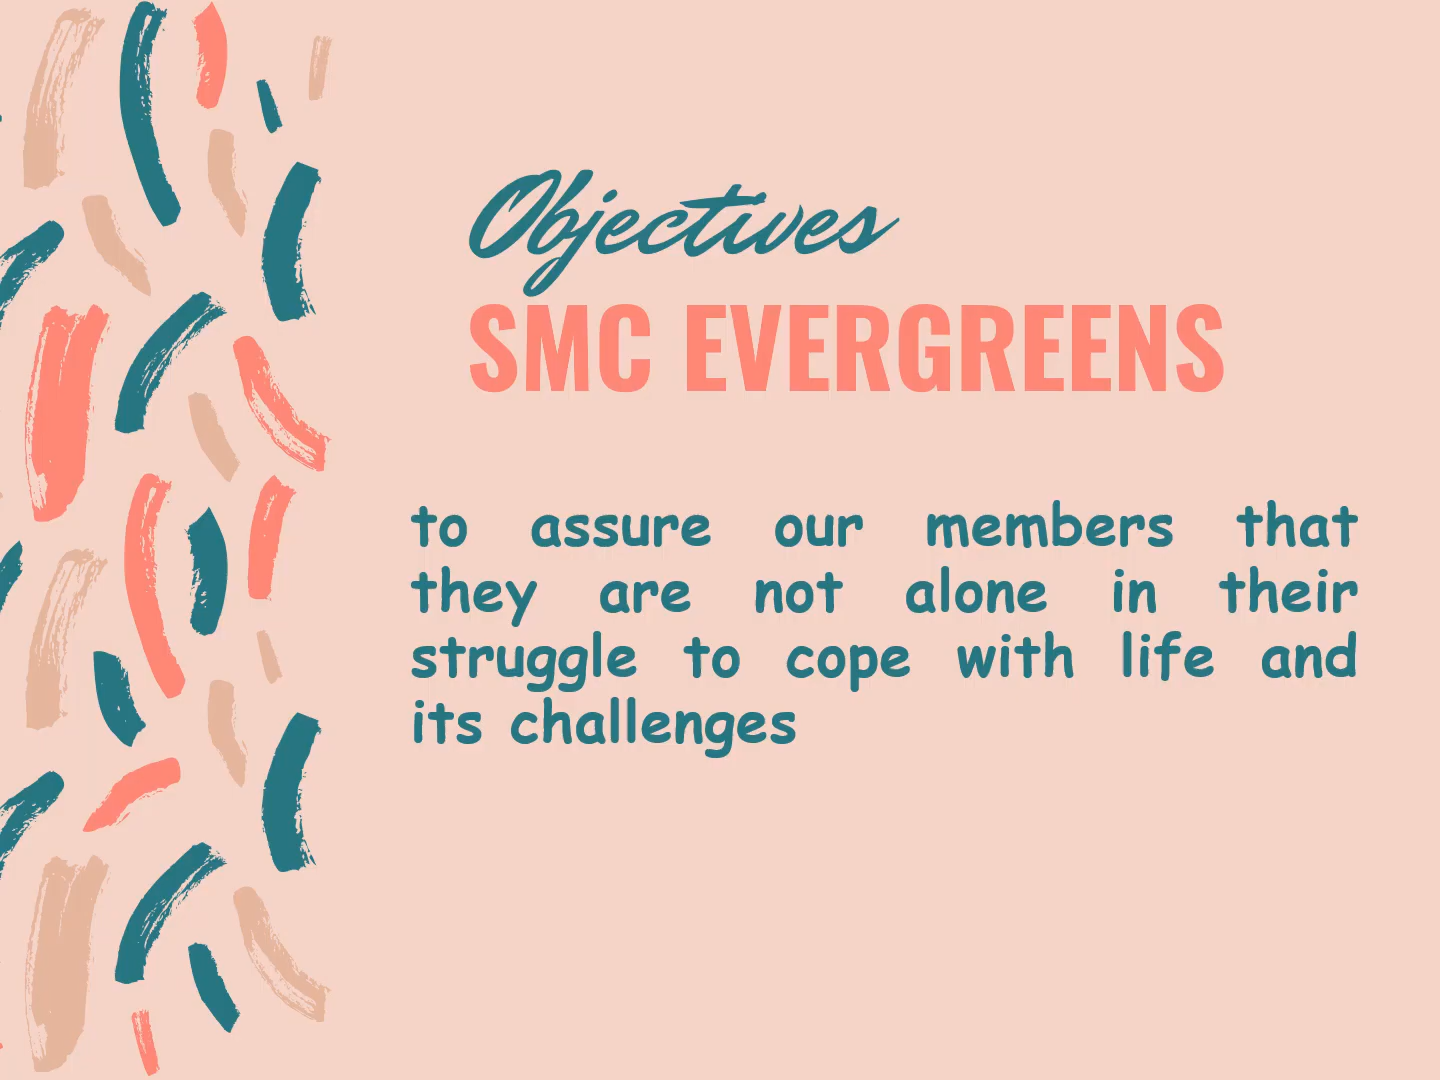 Objectives
SMC EVERGREENS
to assure our members that
they are not alone in their
struggle to cope with life and
its challenges